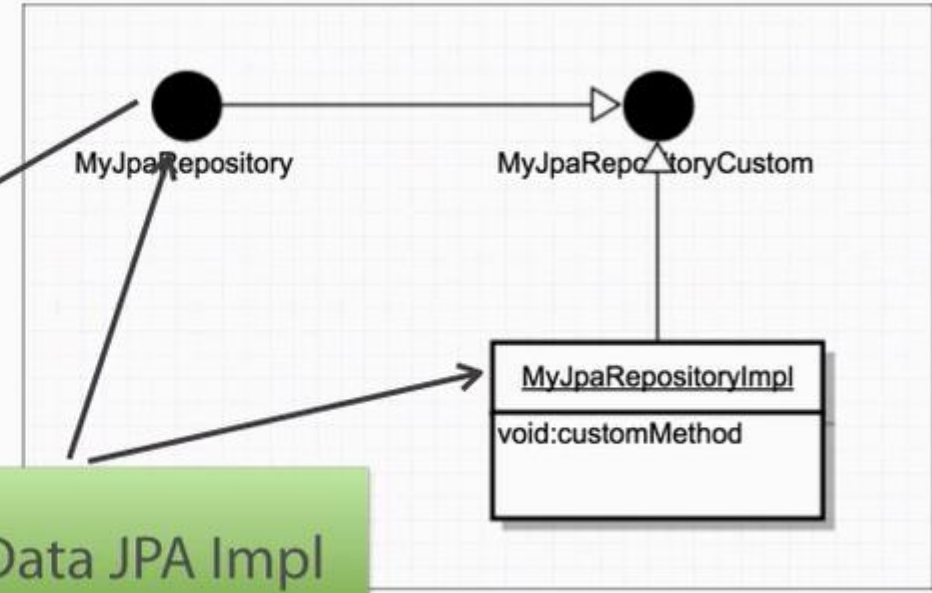 MyJpaRepository
MyJpaRepositoryCustom
MyJpaRepositoryImpl
void:customMethod
Data JPA Impl